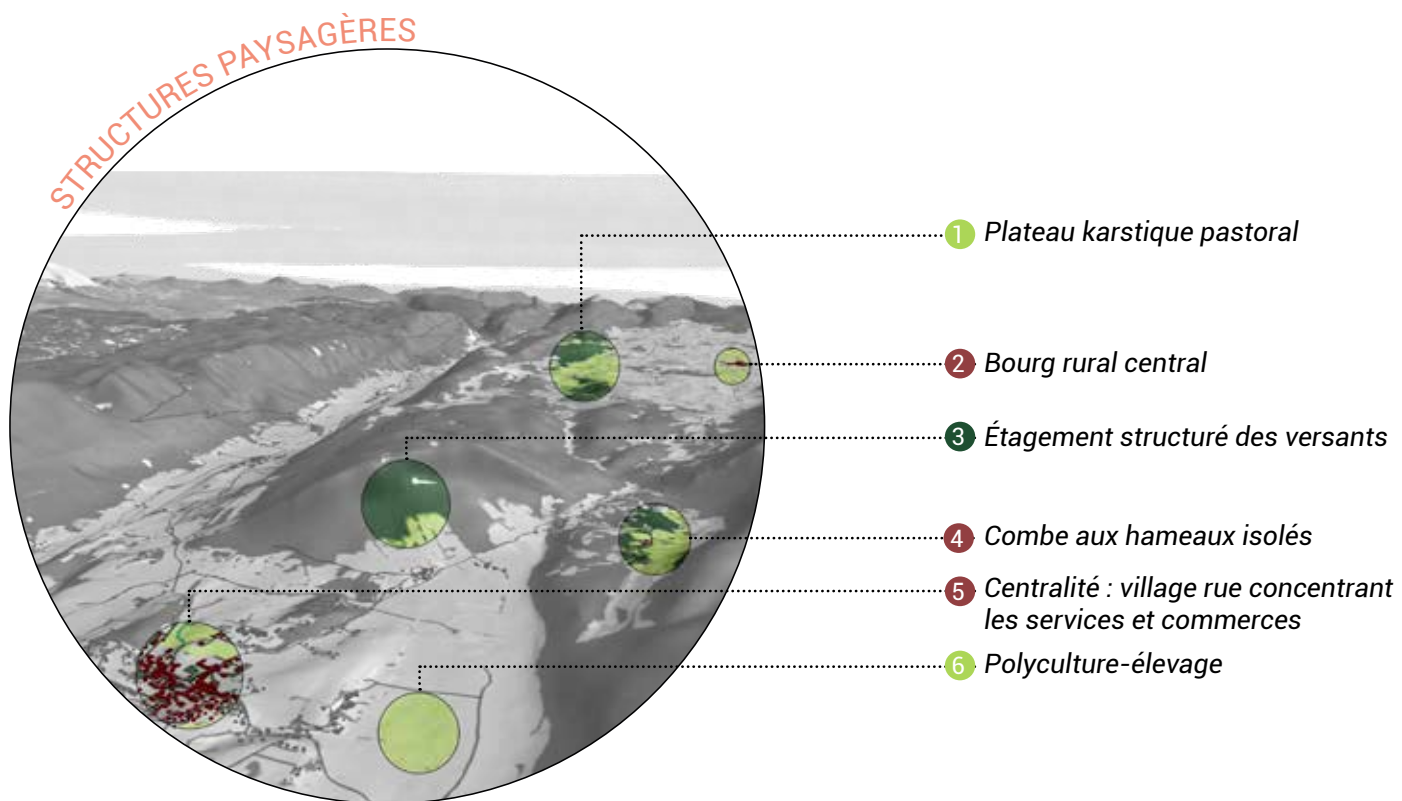 STRUCTURES PAYSAGÈRES
1 Plateau karstique pastoral
2 Bourg rural central
3 Étagement structuré des versants
4 Combe aux hameaux isolés
5 Centralité : village rue concentrant
les services et commerces
6 Polyculture-élevage